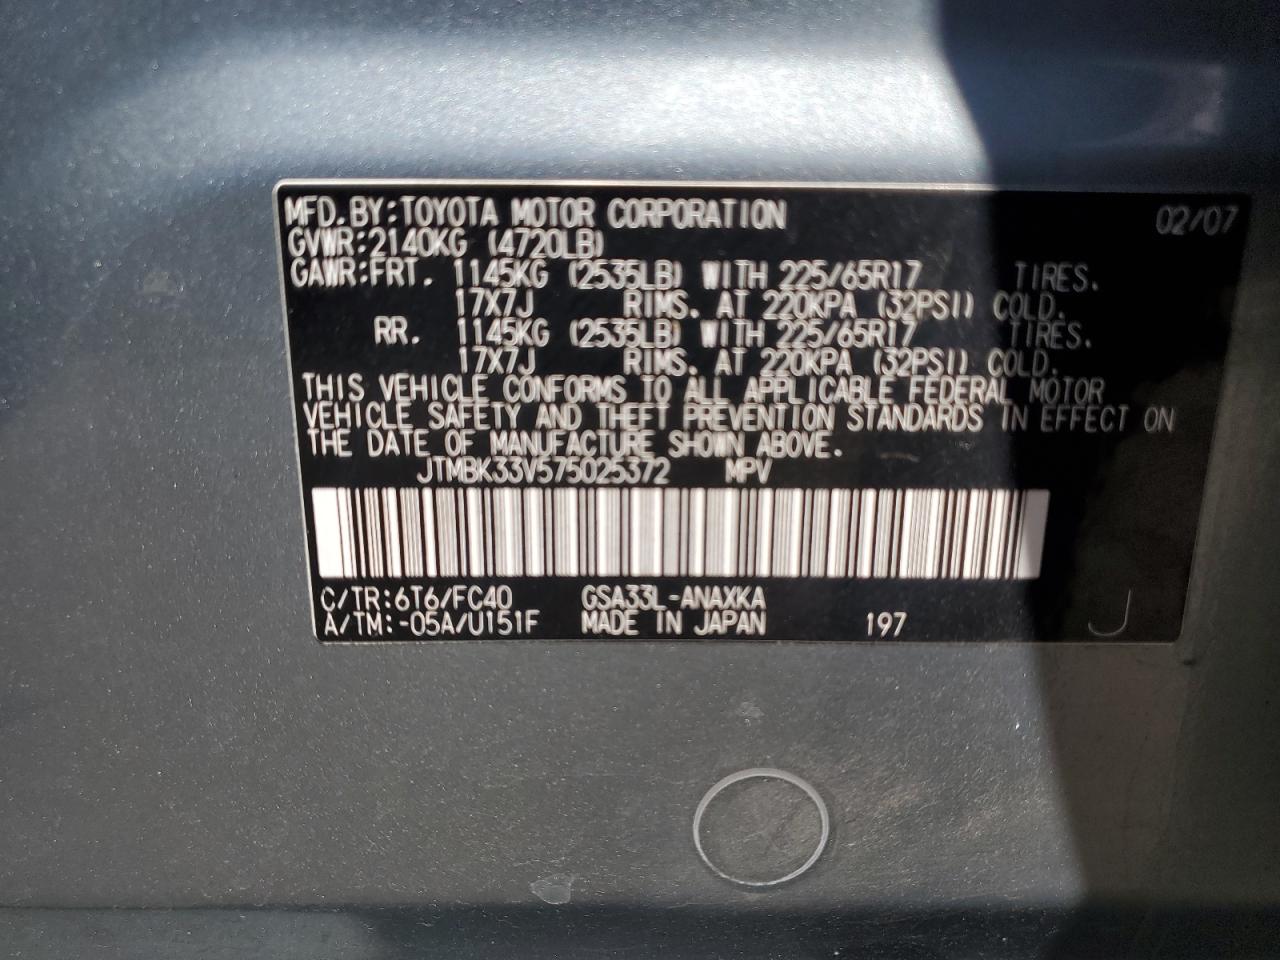 MFD.BY:TOYOTA MOTOR CORPORATION 02/07
GVWR:2140KG (4720LB)
GAWR:FRT. 1145KG (2535LB) WITH 225/65R17 TIRES.
17X7J RIMS. AT 220KPA (32PSI) COLD.
RR. 1145KG (2535LB) WITH 225/65R17 TIRES.
17X7J RIMS. AT 220KPA (32PSI) COLD.
THIS VEHICLE CONFORMS TO ALL APPLICABLE FEDERAL MOTOR
VEHICLE SAFETY AND THEFT PREVENTION STANDARDS IN EFFECT ON
THE DATE OF MANUFACTURE SHOWN ABOVE.
JTMBK33V575025372 MPV
C/TR:6T6/FC40 GSA33L-ANAXKA
A/TM:-05A/U151F MADE IN JAPAN 197 J